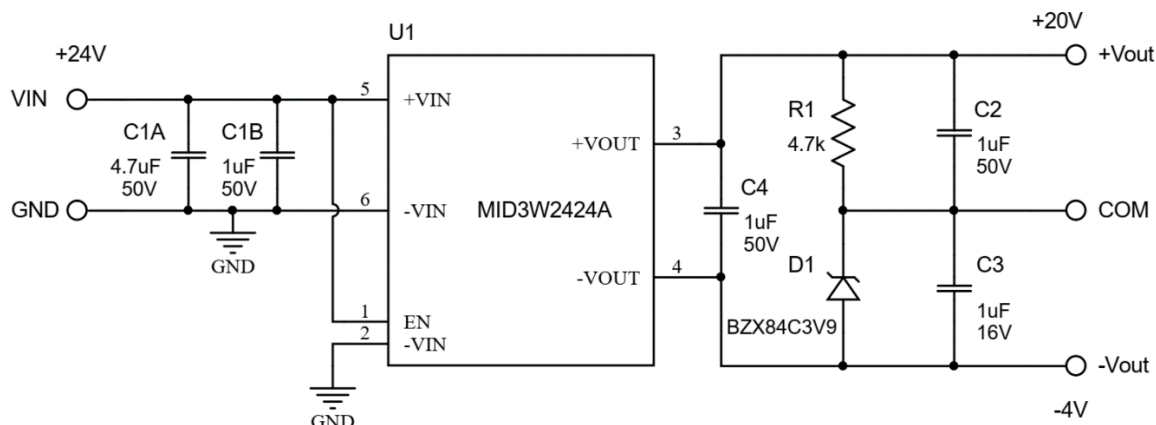 U1
+24V
+20V
VIN
5
+VIN
+Vout
C1A
4.7uF
50V
C1B
1uF
50V
R1
4.7k
C2
1uF
50V
+VOUT
3
GND
6
-VIN
MID3W2424A
C4
1uF
50V
COM
GND
-VOUT
4
D1
BZX84C3V9
C3
1uF
16V
1
EN
2
-VIN
-Vout
GND
-4V